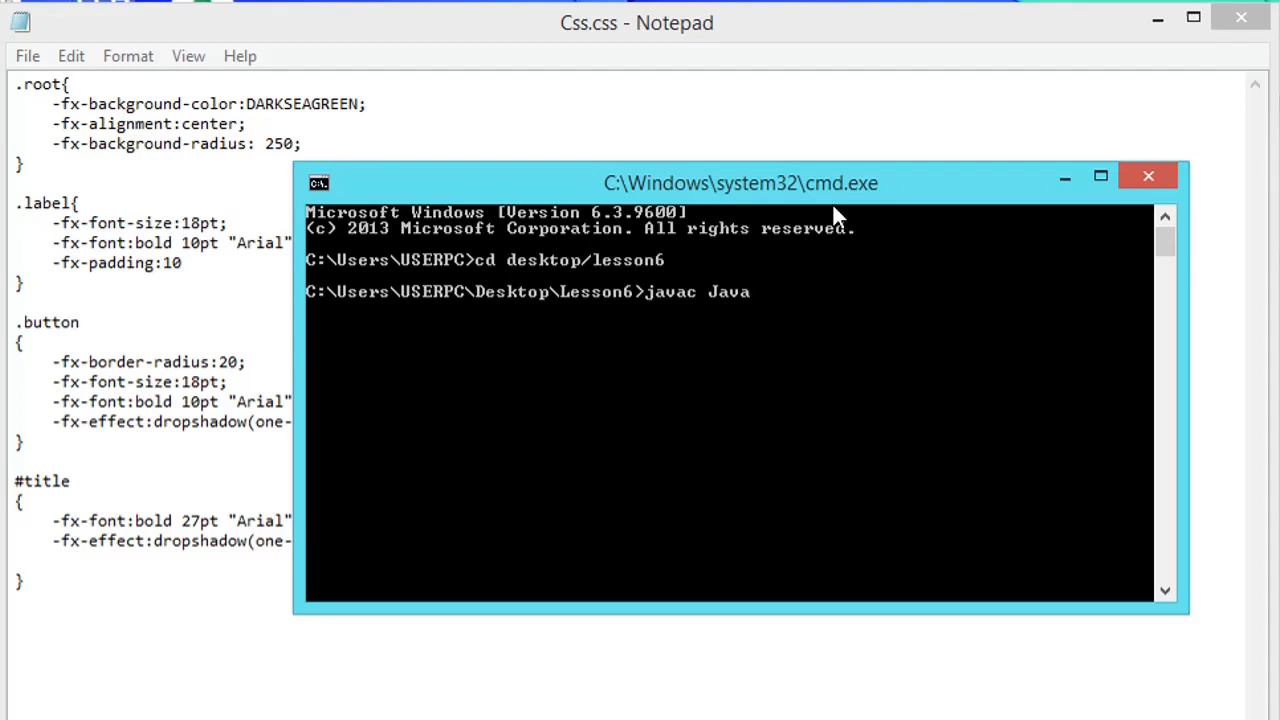 Css.css - Notepad
File Edit Format View Help
.root{
-fx-background-color:DARKSEAGREEN;
-fx-alignment:center;
-fx-background-radius: 250;
}
.label{
-fx-font-size:18pt;
-fx-font:bold 10pt "Arial"
-fx-padding:10
}
.button
{
-fx-border-radius:20;
-fx-font-size:18pt;
-fx-font:bold 10pt "Arial"
-fx-effect:dropshadow(one-
}
#title
{
-fx-font:bold 27pt "Arial"
-fx-effect:dropshadow(one-
}
C:\Windows\system32\cmd.exe
Microsoft Windows [Version 6.3.9600]
(c) 2013 Microsoft Corporation. All rights reserved.
C:\Users\USERPC>cd desktop/lesson6
C:\Users\USERPC\Desktop\Lesson6>javac Java